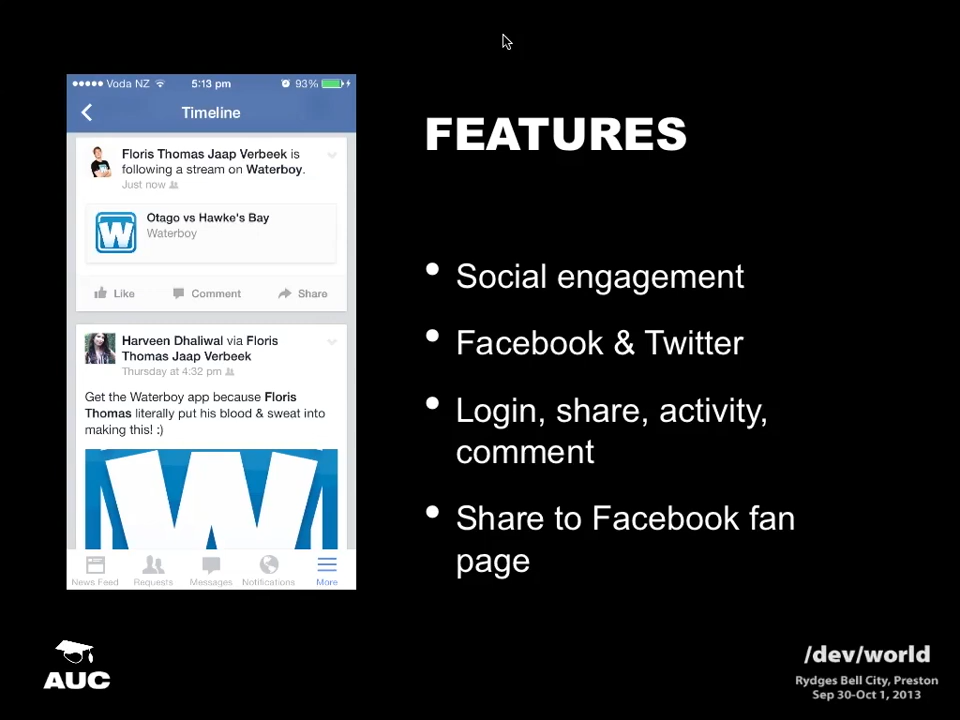 Voda NZ 5:13 pm 93%
Timeline
Floris Thomas Jaap Verbeek is
following a stream on Waterboy.
Just now
Otago vs Hawke's Bay
Waterboy
W
Like Comment Share
Harveen Dhaliwal via Floris
Thomas Jaap Verbeek
Thursday at 4:32 pm
Get the Waterboy app because Floris
Thomas literally put his blood & sweat into
making this! :)
W
News Feed Requests Messages Notifications More
FEATURES
• Social engagement
• Facebook & Twitter
• Login, share, activity,
comment
• Share to Facebook fan
page
AUC
/dev/world
Rydges Bell City, Preston
Sep 30-Oct 1, 2013